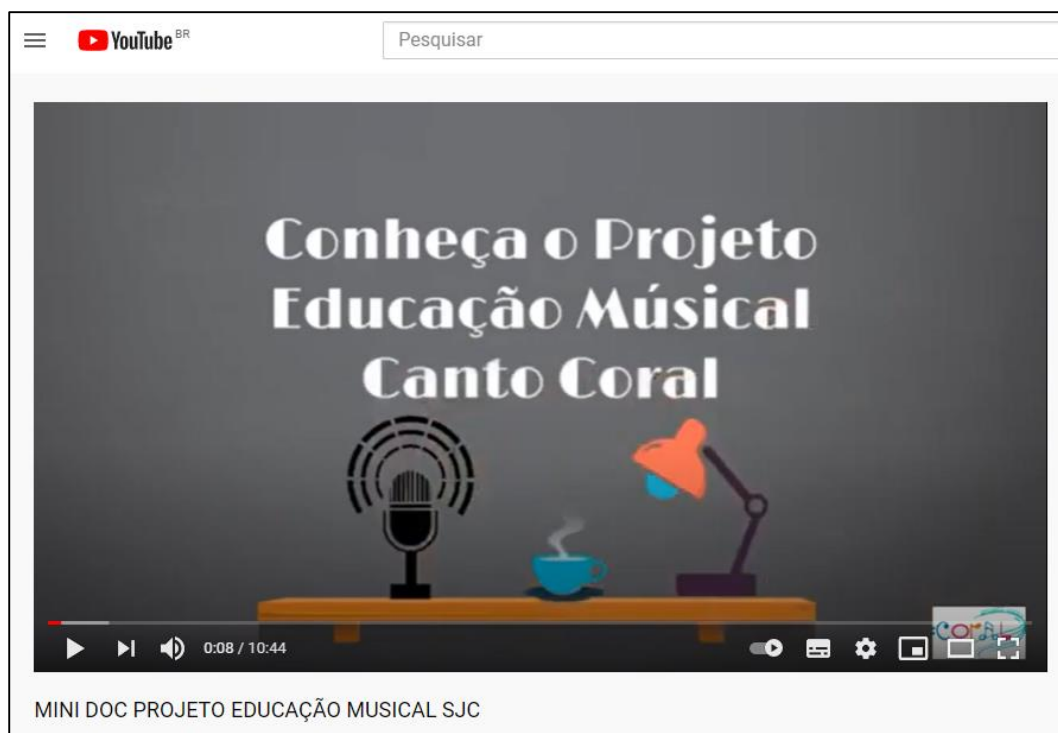 YouTube BR
Pesquisar
Conheça o Projeto
Educação Músical
Canto Coral
CORAL
0:08 / 10:44
MINI DOC PROJETO EDUCAÇÃO MUSICAL SJC